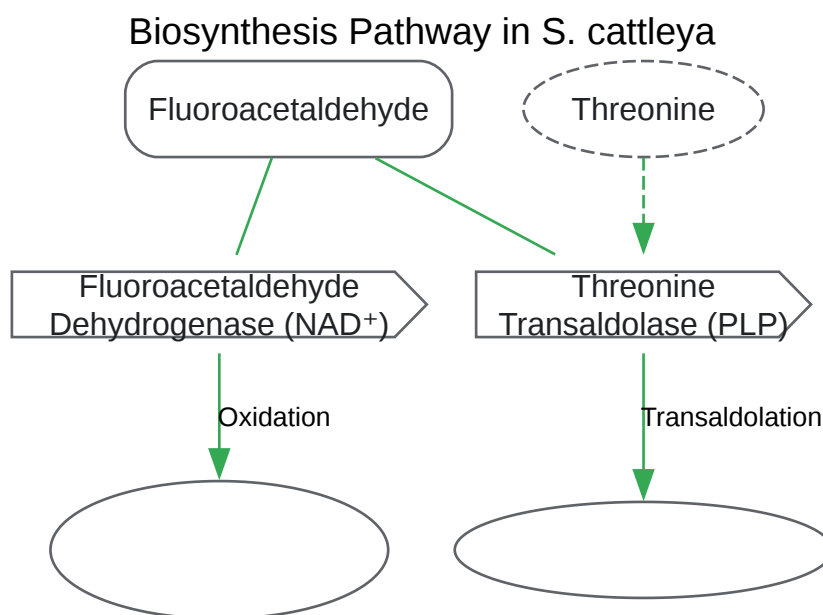 Biosynthesis Pathway in S. cattleya
Fluoroacetaldehyde
Threonine
Fluoroacetaldehyde
Dehydrogenase (NAD⁺)
Threonine
Transaldolase (PLP)
Oxidation
Transaldolation